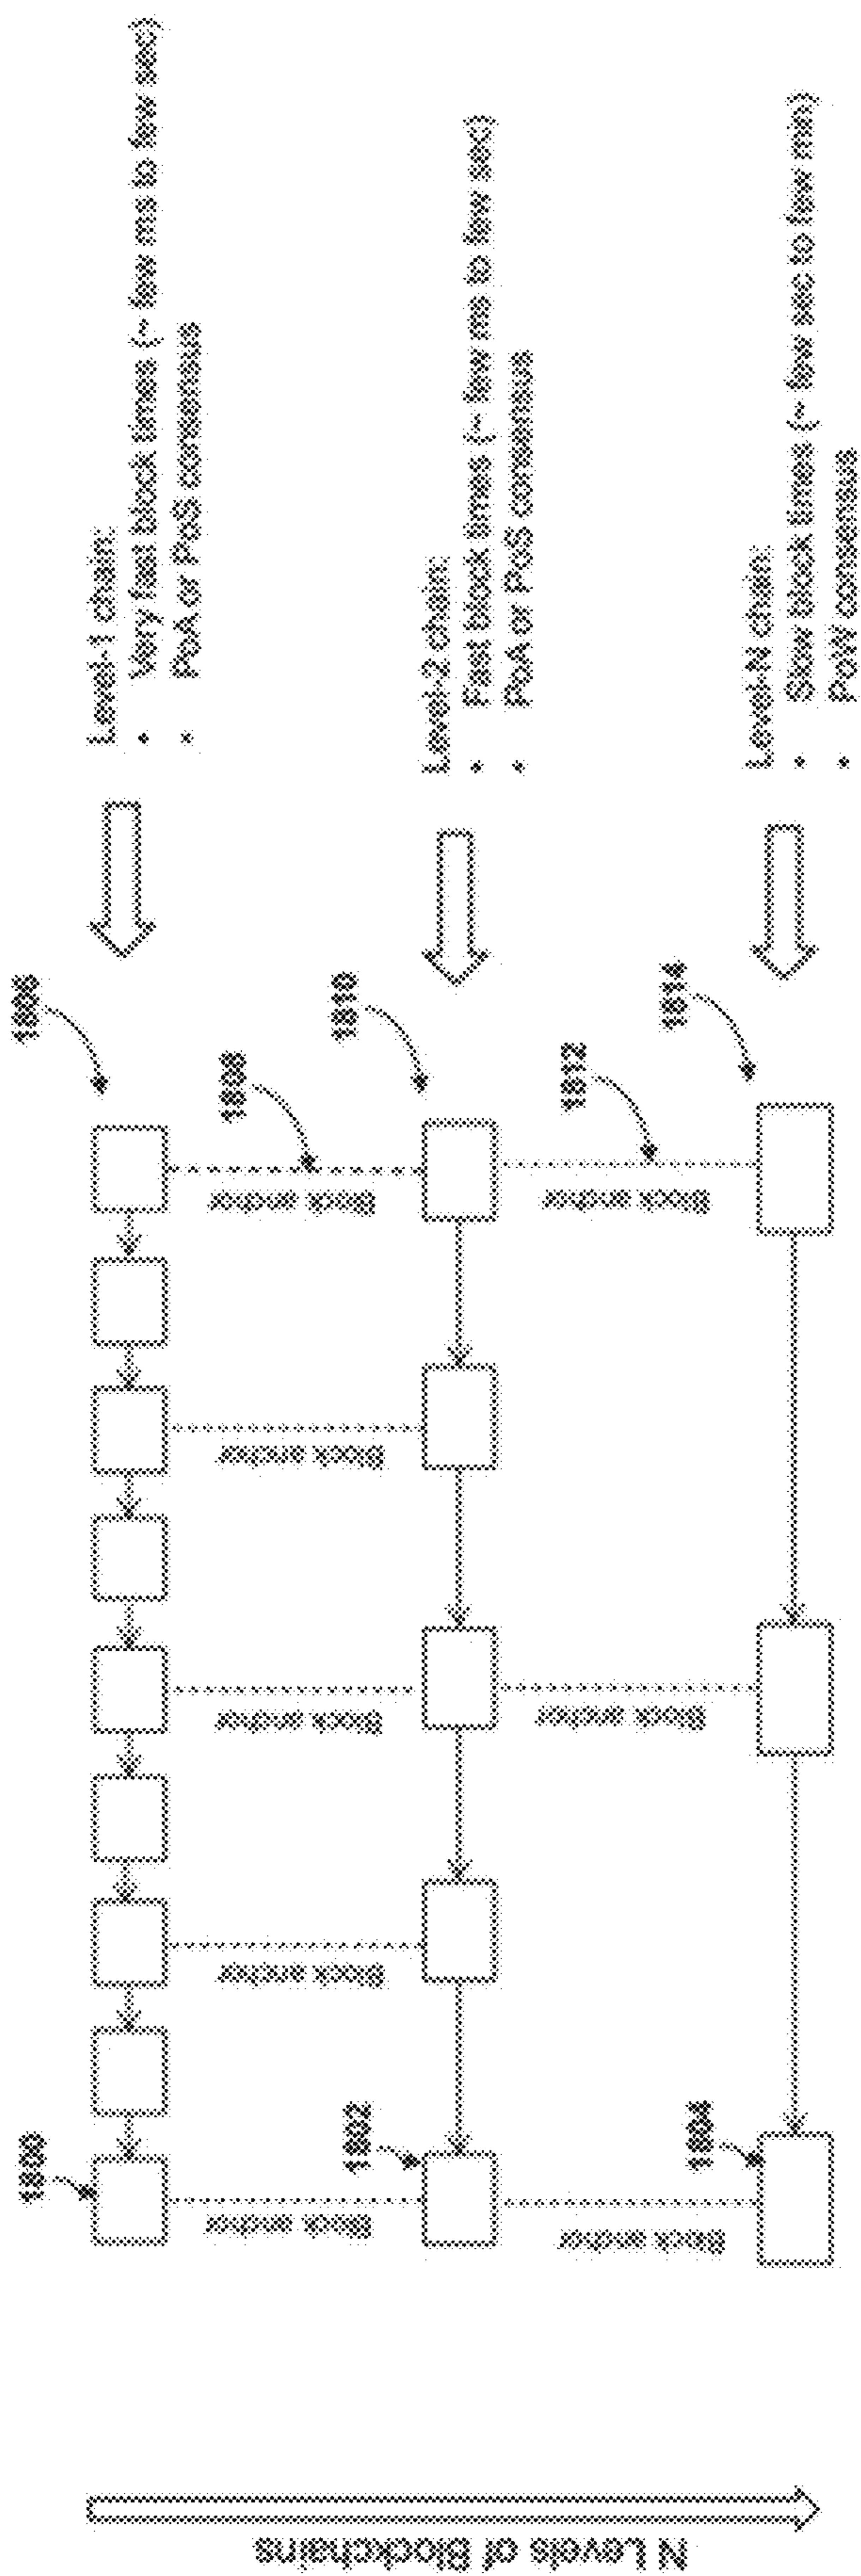 N Levels of Blockchains
1800
1802
1804
Block anchor
Block anchor
Block anchor
Block anchor
Block anchor
Block anchor
Block anchor
Block anchor
1806
1808
1810
1812
1814
Level-1 chain:
• Very fast block times (~ few ms to few sec)
• PoA or PoS consensus
Level-2 chain:
• Fast block times (~ few ms to few sec)
• PoA or PoS consensus
Level-N chain:
• Slow block times (~ few sec to few min)
• PoW consensus